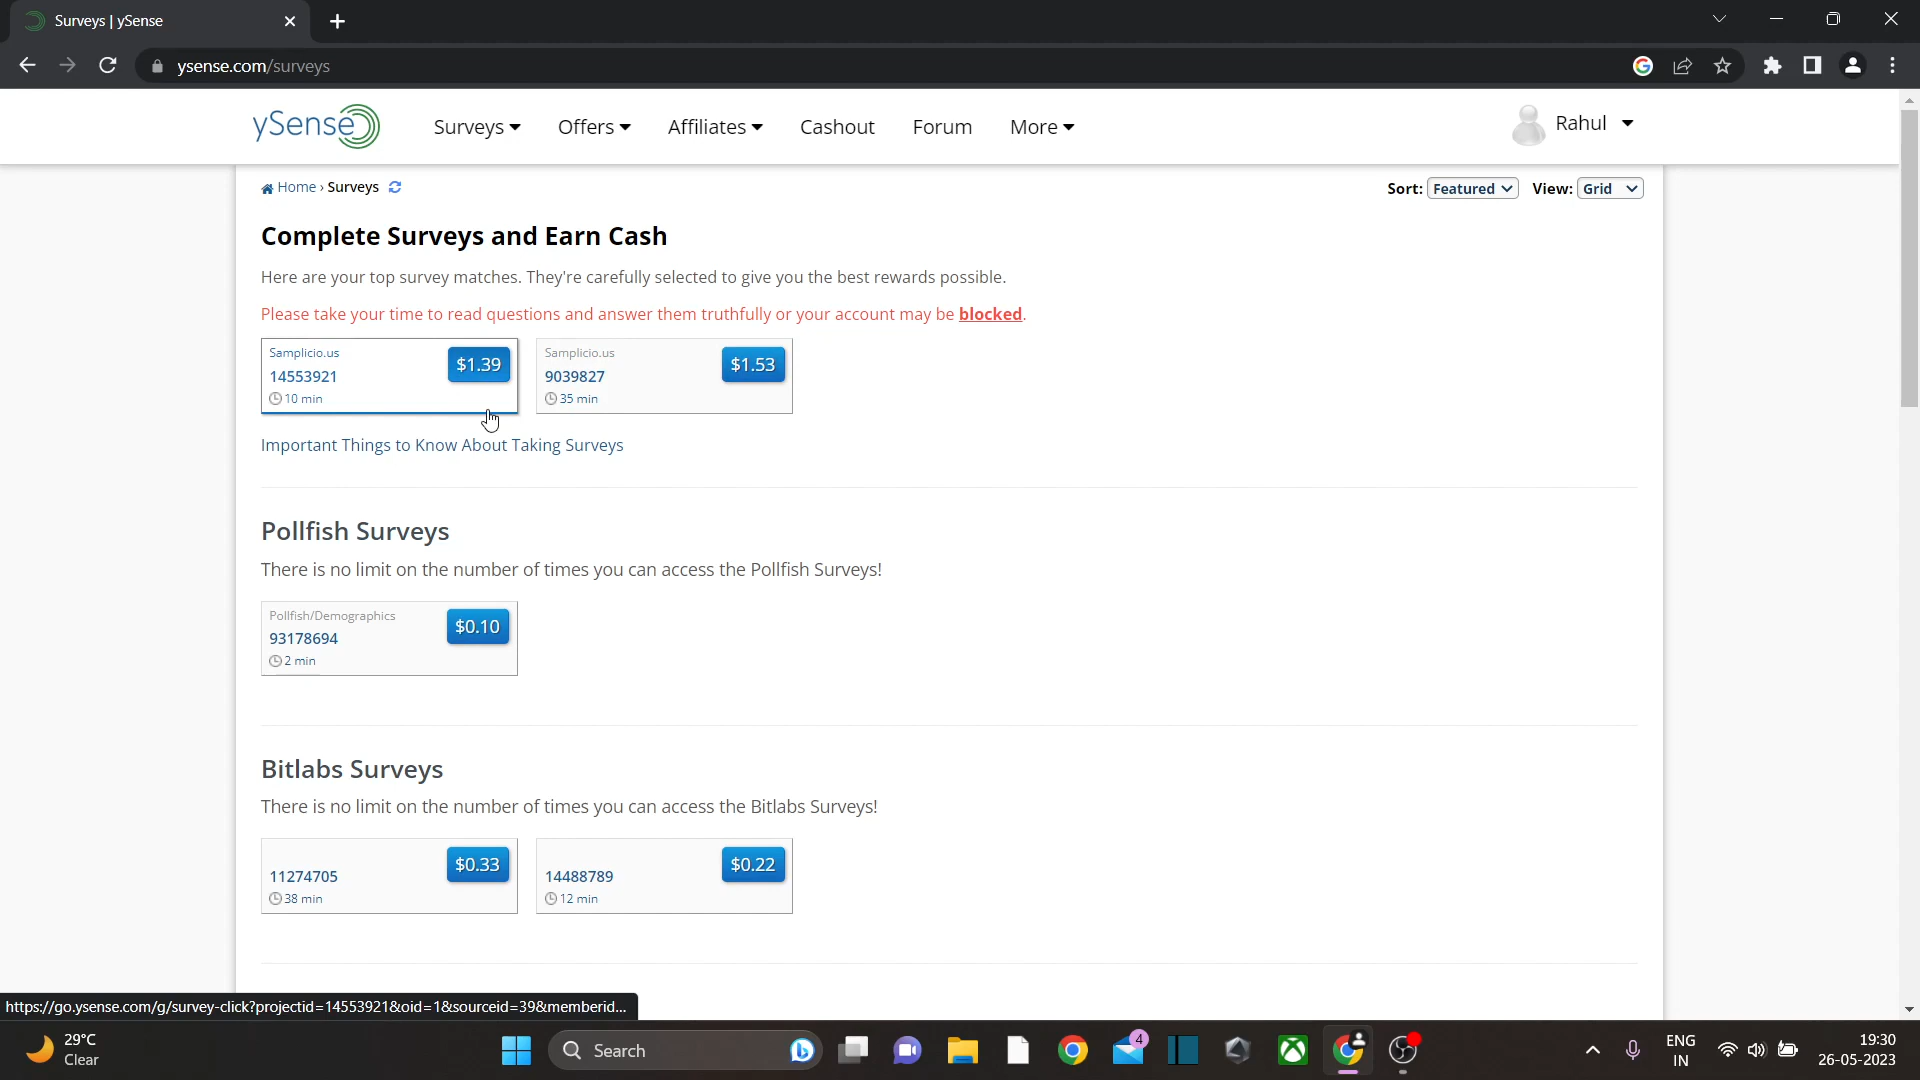 Surveys | ySense
ysense.com/surveys
ySense
Surveys
Offers
Affiliates
Cashout
Forum
More
Rahul
Home › Surveys
Sort: Featured
View: Grid
Complete Surveys and Earn Cash
Here are your top survey matches. They're carefully selected to give you the best rewards possible.
Please take your time to read questions and answer them truthfully or your account may be blocked.
Samplicio.us
14553921
10 min
$1.39
Samplicio.us
9039827
35 min
$1.53
Important Things to Know About Taking Surveys
Pollfish Surveys
There is no limit on the number of times you can access the Pollfish Surveys!
Pollfish/Demographics
93178694
2 min
$0.10
Bitlabs Surveys
There is no limit on the number of times you can access the Bitlabs Surveys!
11274705
38 min
$0.33
14488789
12 min
$0.22
https://go.ysense.com/g/survey-click?projectid=14553921&oid=1&sourceid=39&memberid...
29°C
Clear
Search
4
ENG
IN
19:30
26-05-2023